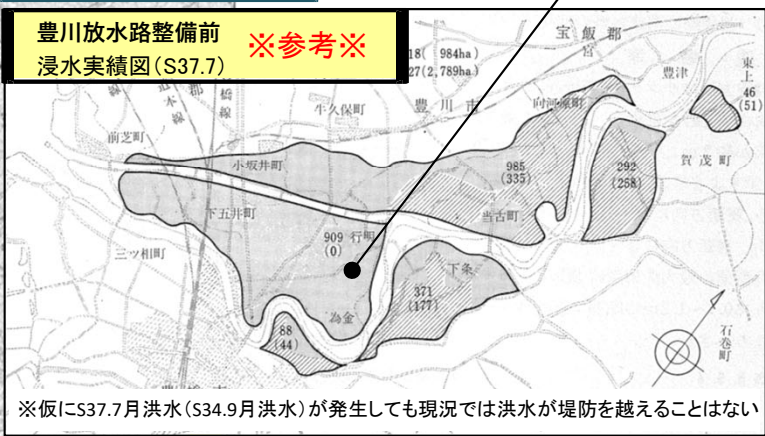 豊川放水路整備前
浸水実績図(S37.7)
※参考※
18( 984ha)
27(2,789ha)
宝飯郡
宮
豊津
東上
46
(51)
牛久保町
豊川市
向河原町
前芝町
小坂井町
985
(335)
292
(258)
賀茂町
下五井町
当古町
909 行明
(0)
三ツ相町
下条
371
(177)
為金
88
(44)
石巻町
※仮にS37.7月洪水(S34.9月洪水)が発生しても現況では洪水が堤防を越えることはない